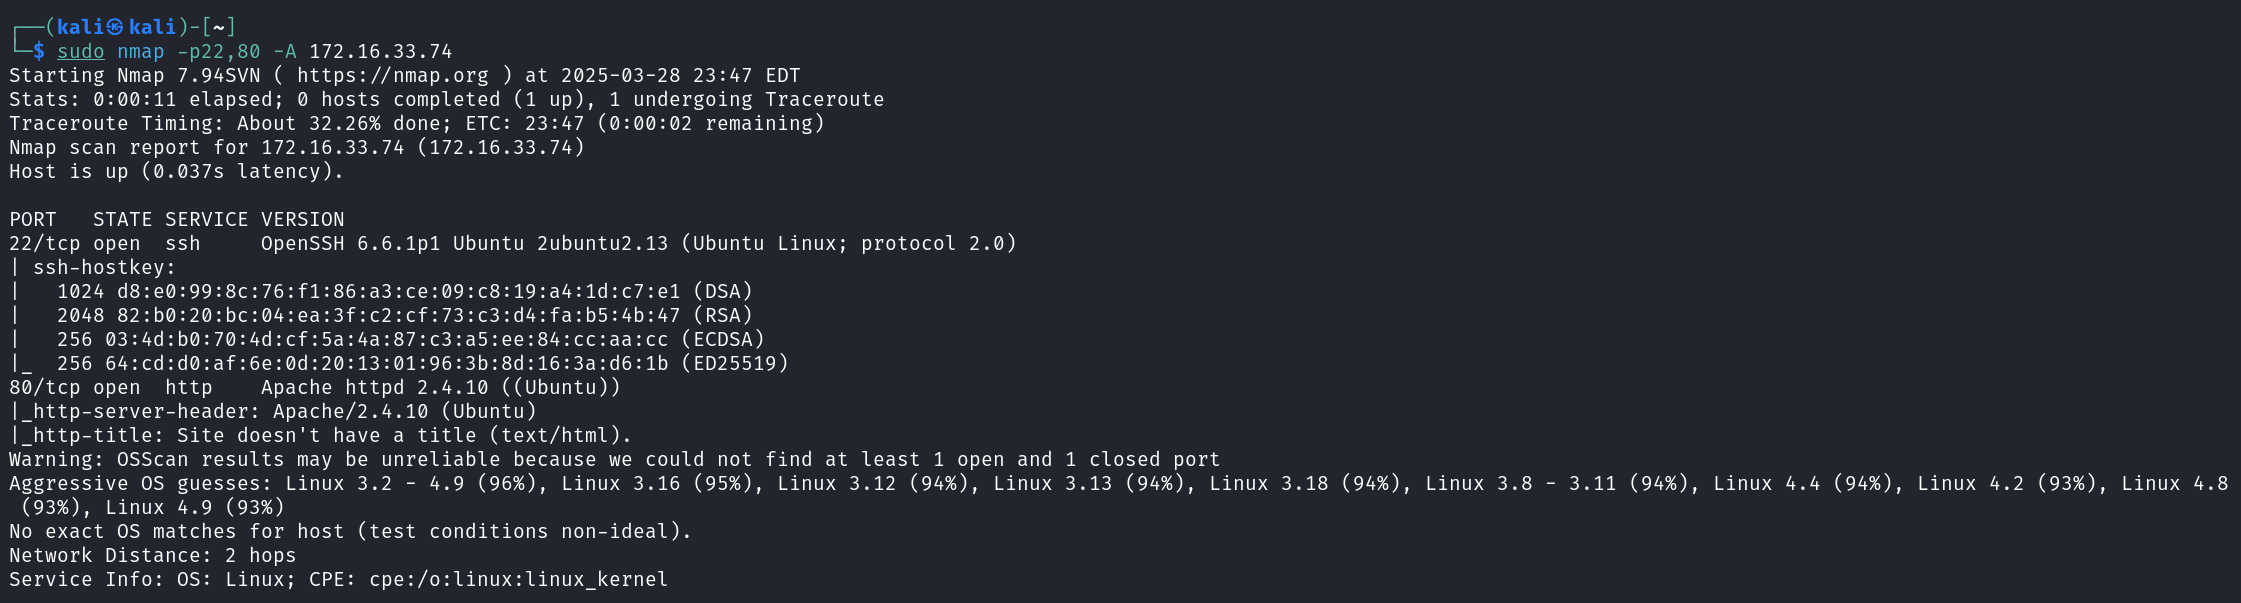 ┌──(kali㉿kali)-[~]
└─$ sudo nmap -p22,80 -A 172.16.33.74
Starting Nmap 7.94SVN ( https://nmap.org ) at 2025-03-28 23:47 EDT
Stats: 0:00:11 elapsed; 0 hosts completed (1 up), 1 undergoing Traceroute
Traceroute Timing: About 32.26% done; ETC: 23:47 (0:00:02 remaining)
Nmap scan report for 172.16.33.74 (172.16.33.74)
Host is up (0.037s latency).

PORT   STATE SERVICE VERSION
22/tcp open  ssh     OpenSSH 6.6.1p1 Ubuntu 2ubuntu2.13 (Ubuntu Linux; protocol 2.0)
| ssh-hostkey:
|   1024 d8:e0:99:8c:76:f1:86:a3:ce:09:c8:19:a4:1d:c7:e1 (DSA)
|   2048 82:b0:20:bc:04:ea:3f:c2:cf:73:c3:d4:fa:b5:4b:47 (RSA)
|   256 03:4d:b0:70:4d:cf:5a:4a:87:c3:a5:ee:84:cc:aa:cc (ECDSA)
|_  256 64:cd:d0:af:6e:0d:20:13:01:96:3b:8d:16:3a:d6:1b (ED25519)
80/tcp open  http    Apache httpd 2.4.10 ((Ubuntu))
|_http-server-header: Apache/2.4.10 (Ubuntu)
|_http-title: Site doesn't have a title (text/html).
Warning: OSScan results may be unreliable because we could not find at least 1 open and 1 closed port
Aggressive OS guesses: Linux 3.2 - 4.9 (96%), Linux 3.16 (95%), Linux 3.12 (94%), Linux 3.13 (94%), Linux 3.18 (94%), Linux 3.8 - 3.11 (94%), Linux 4.4 (94%), Linux 4.2 (93%), Linux 4.8
 (93%), Linux 4.9 (93%)
No exact OS matches for host (test conditions non-ideal).
Network Distance: 2 hops
Service Info: OS: Linux; CPE: cpe:/o:linux:linux_kernel